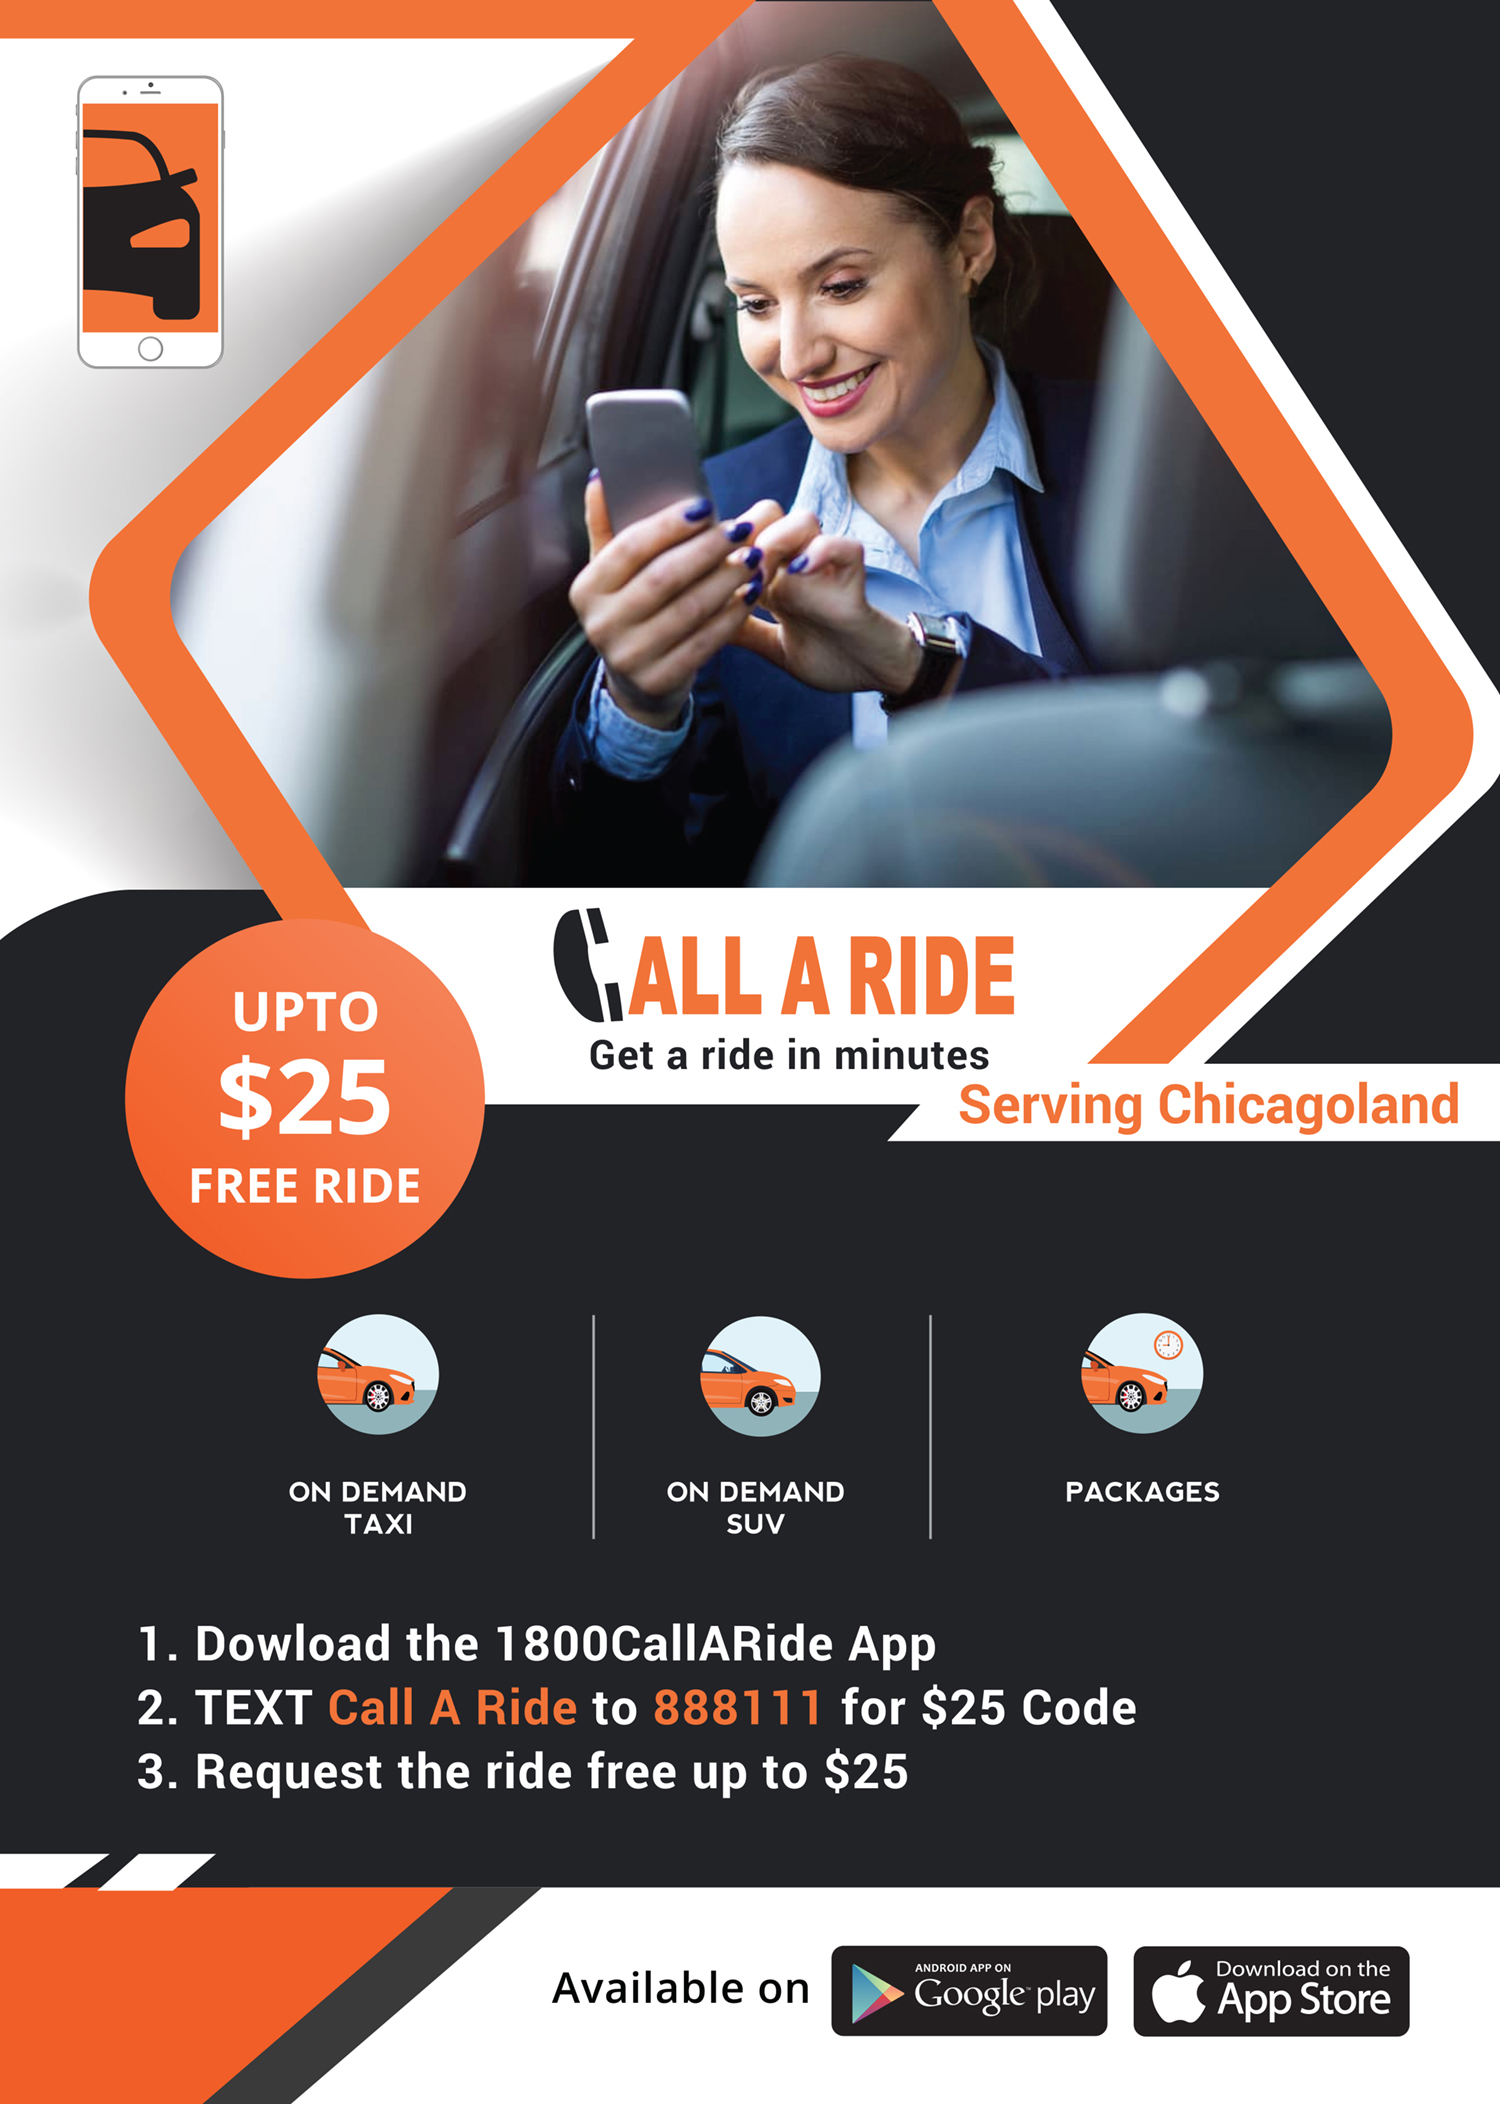 CALL A RIDE
Get a ride in minutes
Serving Chicagoland
UPTO
$25
FREE RIDE
ON DEMAND
TAXI
ON DEMAND
SUV
PACKAGES
1. Dowload the 1800CallARide App
2. TEXT Call A Ride to 888111 for $25 Code
3. Request the ride free up to $25
Available on
ANDROID APP ON
Google play
Download on the
App Store